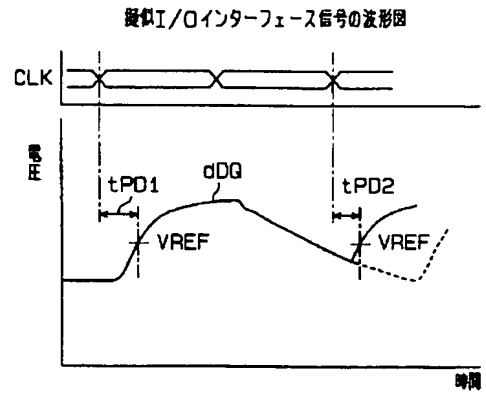 擬似I/Oインターフェース信号の波形図
CLK
電圧
tPD1
dDQ
tPD2
VREF
VREF
時間